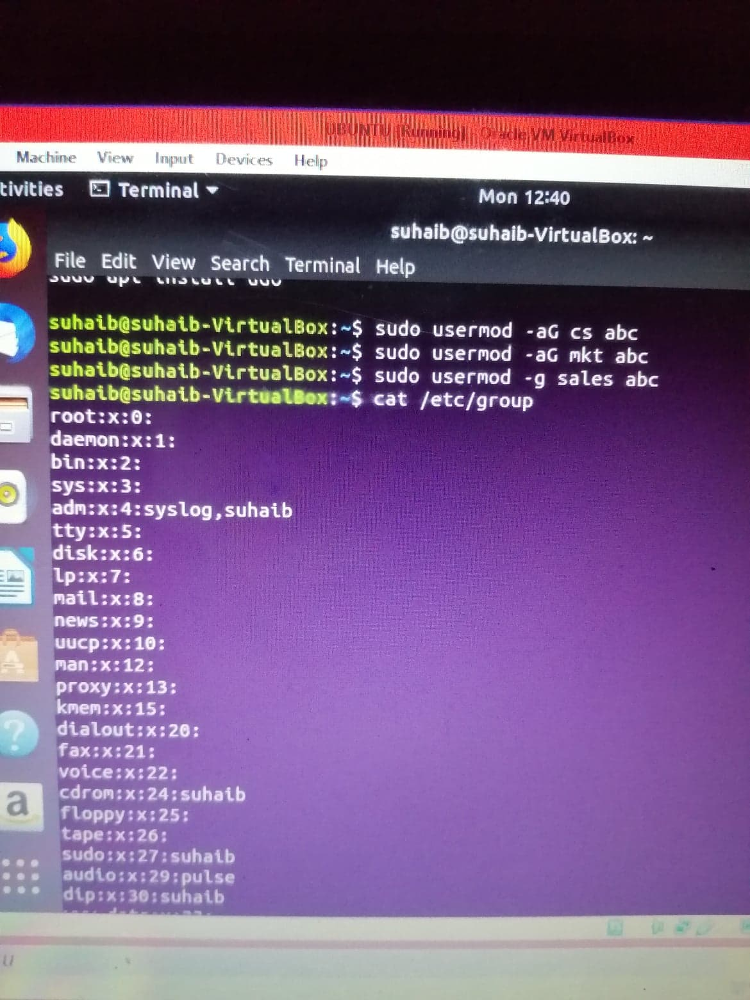 UBUNTU [Running] - Oracle VM VirtualBox
Machine View Input Devices Help
tivities Terminal Mon 12:40
suhaib@suhaib-VirtualBox: ~
File Edit View Search Terminal Help
sudo apt install
suhaib@suhaib-VirtualBox:~$ sudo usermod -aG cs abc
suhaib@suhaib-VirtualBox:~$ sudo usermod -aG mkt abc
suhaib@suhaib-VirtualBox:~$ sudo usermod -g sales abc
suhaib@suhaib-VirtualBox:~$ cat /etc/group
root:x:0:
daemon:x:1:
bin:x:2:
sys:x:3:
adm:x:4:syslog,suhaib
tty:x:5:
disk:x:6:
lp:x:7:
mail:x:8:
news:x:9:
uucp:x:10:
man:x:12:
proxy:x:13:
kmem:x:15:
dialout:x:20:
fax:x:21:
voice:x:22:
cdrom:x:24:suhaib
a
floppy:x:25:
tape:x:26:
sudo:x:27:suhaib
audio:x:29:pulse
dip:x:30:suhaib